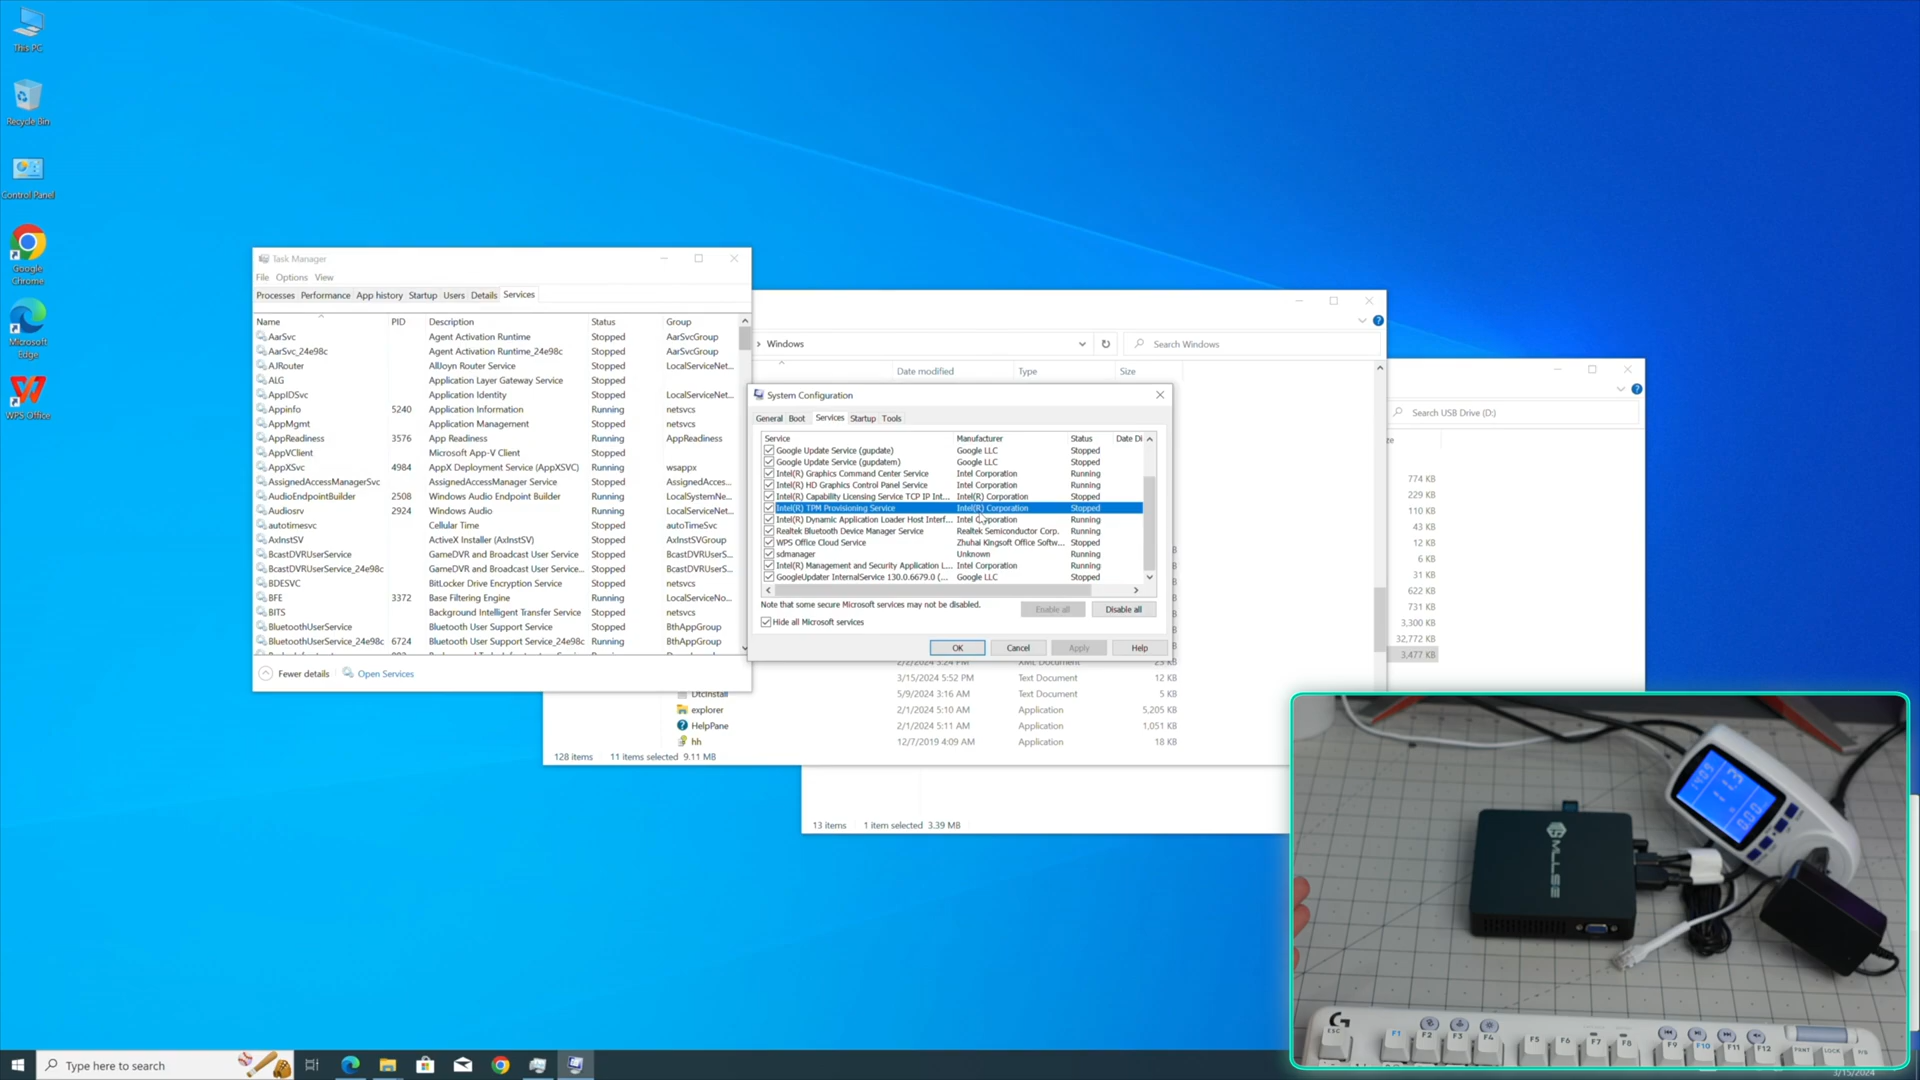 This PC
Recycle Bin
Control Panel
Google
Chrome
Microsoft
Edge
WPS Office
Task Manager
File Options View
Processes Performance App history Startup Users Details Services
Name PID Description Status Group
AarSvc Agent Activation Runtime Stopped AarSvcGroup
AarSvc_24e98c Agent Activation Runtime_24e98c Stopped AarSvcGroup
AJRouter AllJoyn Router Service Stopped LocalServiceNet...
ALG Application Layer Gateway Service Stopped
AppIDSvc Application Identity Stopped LocalServiceNet...
Appinfo 5240 Application Information Running netsvcs
AppMgmt Application Management Stopped netsvcs
AppReadiness 3576 App Readiness Running AppReadiness
AppVClient Microsoft App-V Client Stopped
AppXSvc 4984 AppX Deployment Service (AppXSVC) Running wsappx
AssignedAccessManagerSvc AssignedAccessManager Service Stopped AssignedAcces...
AudioEndpointBuilder 2508 Windows Audio Endpoint Builder Running LocalSystemNe...
Audiosrv 2924 Windows Audio Running LocalServiceNet...
autotimesvc Cellular Time Stopped autoTimeSvc
AxInstSV ActiveX Installer (AxInstSV) Stopped AxInstSVGroup
BcastDVRUserService GameDVR and Broadcast User Service Stopped BcastDVRUserS...
BcastDVRUserService_24e98c GameDVR and Broadcast User Service... Stopped BcastDVRUserS...
BDESVC BitLocker Drive Encryption Service Stopped netsvcs
BFE 3372 Base Filtering Engine Running LocalServiceNo...
BITS Background Intelligent Transfer Service Stopped netsvcs
BluetoothUserService Bluetooth User Support Service Stopped BthAppGroup
BluetoothUserService_24e98c 6724 Bluetooth User Support Service_24e98c Running BthAppGroup
Fewer details Open Services
Windows
Search Windows
Date modified Type Size
System Configuration
General Boot Services Startup Tools
Service Manufacturer Status Date Di
Google Update Service (gupdate) Google LLC Stopped
Google Update Service (gupdatem) Google LLC Stopped
Intel(R) Graphics Command Center Service Intel Corporation Running
Intel(R) HD Graphics Control Panel Service Intel Corporation Running
Intel(R) Capability Licensing Service TCP IP Int... Intel(R) Corporation Stopped
Intel(R) TPM Provisioning Service Intel(R) Corporation Stopped
Intel(R) Dynamic Application Loader Host Interf... Intel Corporation Running
Realtek Bluetooth Device Manager Service Realtek Semiconductor Corp. Running
WPS Office Cloud Service Zhuhai Kingsoft Office Softw... Stopped
sdmanager Unknown Running
Intel(R) Management and Security Application L... Intel Corporation Running
GoogleUpdater InternalService 130.0.6679.0 (... Google LLC Stopped
Note that some secure Microsoft services may not be disabled.
Enable all Disable all
Hide all Microsoft services
OK Cancel Apply Help
3/15/2024 5:52 PM Text Document 12 KB
DtcInstall 5/9/2024 3:16 AM Text Document 5 KB
explorer 2/1/2024 5:10 AM Application 5,205 KB
HelpPane 2/1/2024 5:11 AM Application 1,051 KB
hh 12/7/2019 4:09 AM Application 18 KB
128 items 11 items selected 9.11 MB
Search USB Drive (D:)
774 KB
229 KB
110 KB
43 KB
12 KB
6 KB
31 KB
622 KB
731 KB
3,300 KB
32,772 KB
3,477 KB
13 items 1 item selected 3.39 MB
MLLSE
G
ESC F1 F2 F3 F4 F5 F6 F7 F8 F9 F10 F11 F12 PRNT LOCK P/B
Type here to search
3/15/2024